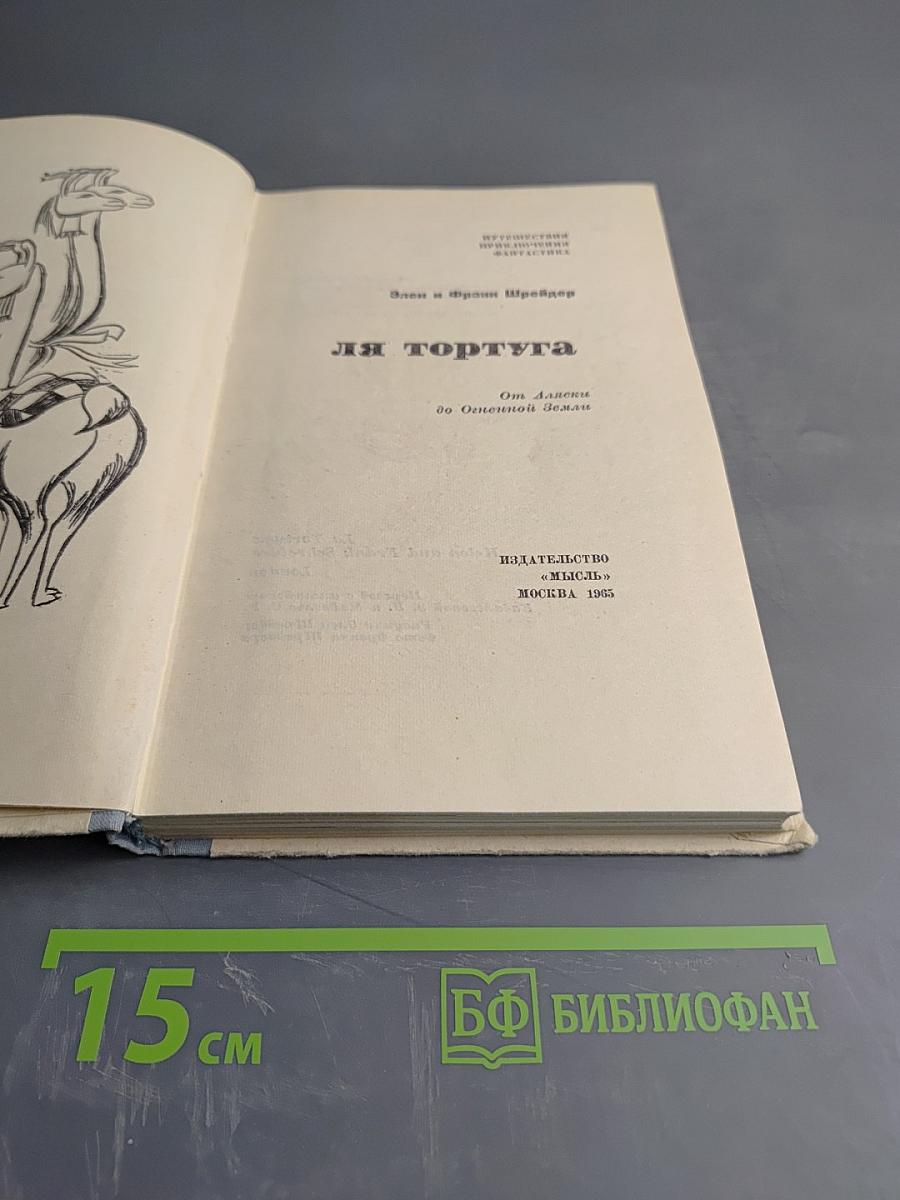 ПУТЕШЕСТВИЯ
ПРИКЛЮЧЕНИЯ
ФАНТАСТИКА
Элен и Фрэнк Шрейдер
ЛЯ ТОРТУГА
От Аляски
до Огненной Земли
ИЗДАТЕЛЬСТВО
«МЫСЛЬ»
МОСКВА 1965
15 см
БФ БИБЛИОФАН